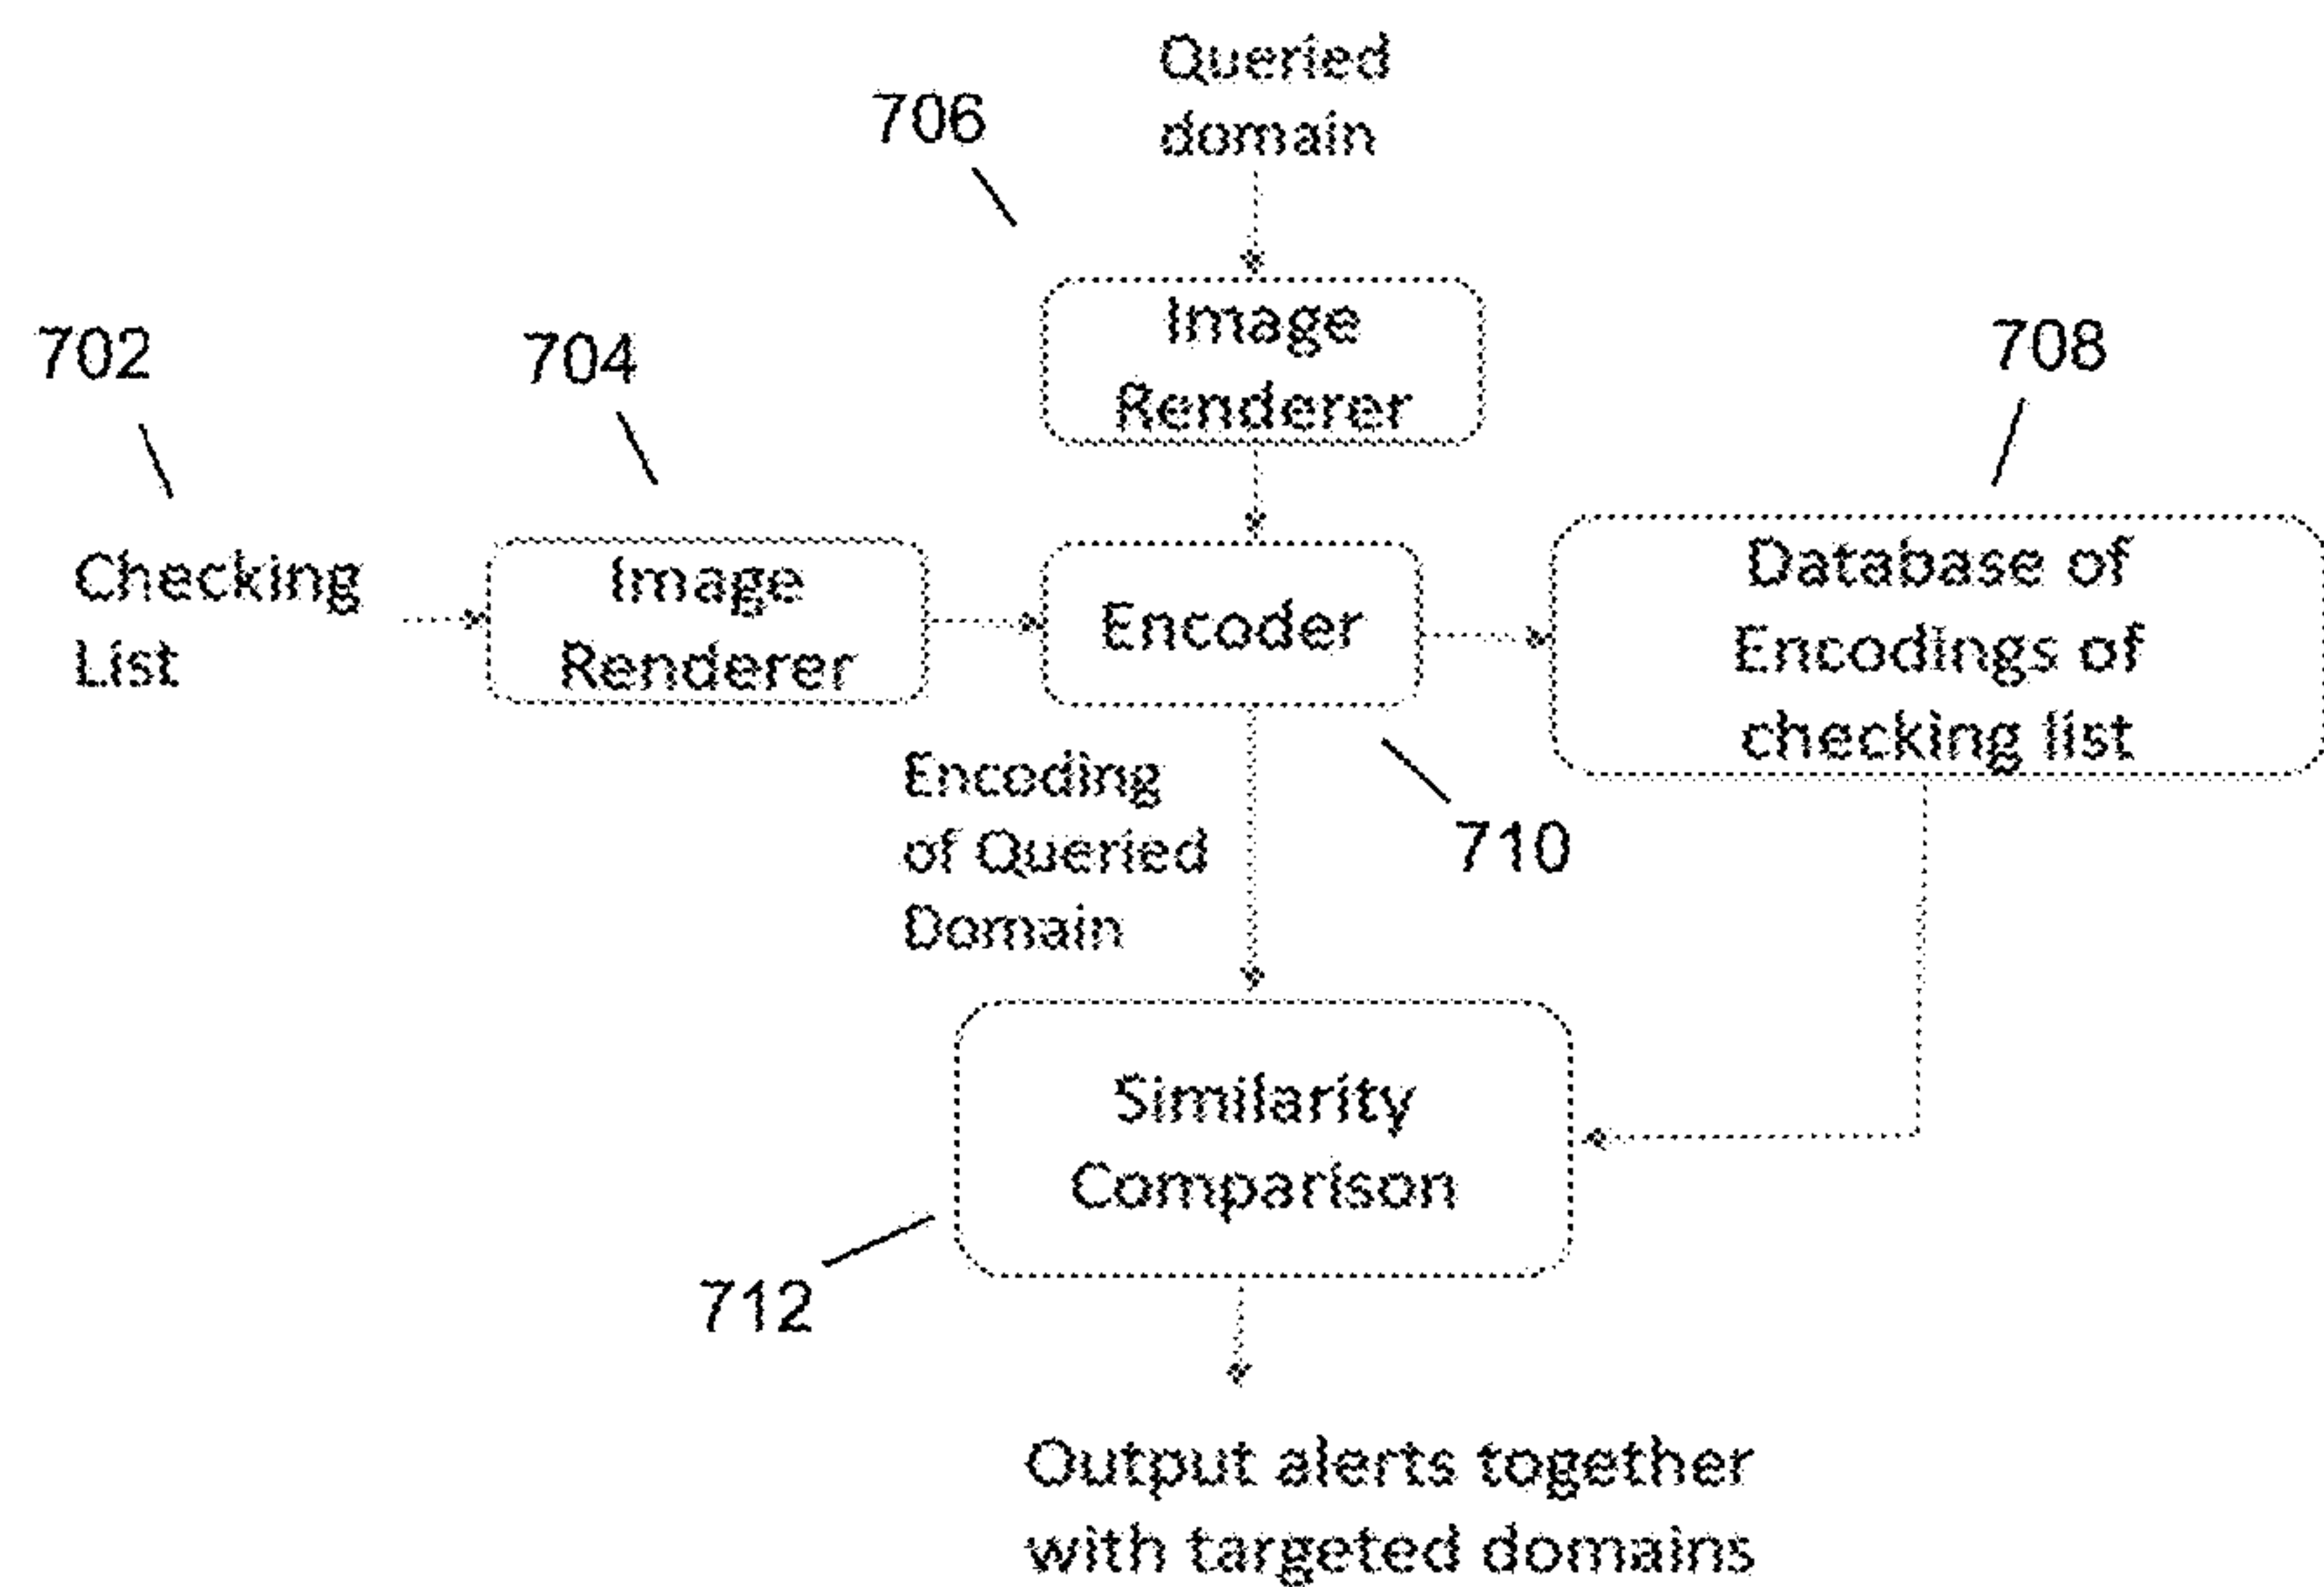 Queried
domain
706
Image
Renderer
702
704
708
Checking
List
Image
Renderer
Encoder
Database of
Encodings of
checking list
Encoding
of Queried
Domain
710
Similarity
Comparison
712
Output alerts together
with targeted domains